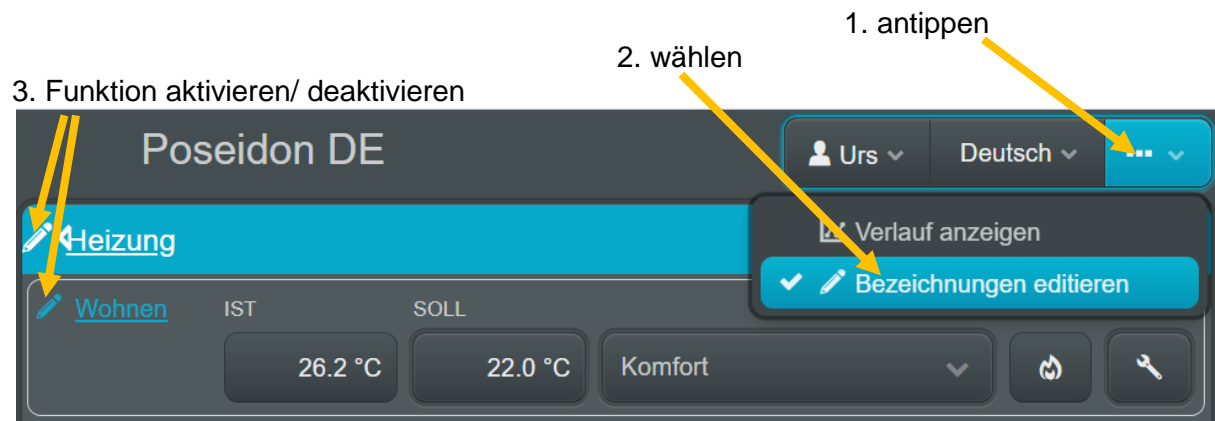 1. antippen
2. wählen
3. Funktion aktivieren/ deaktivieren
Poseidon DE
Urs
Deutsch
Heizung
Verlauf anzeigen
Bezeichnungen editieren
Wohnen
IST
SOLL
26.2 °C
22.0 °C
Komfort